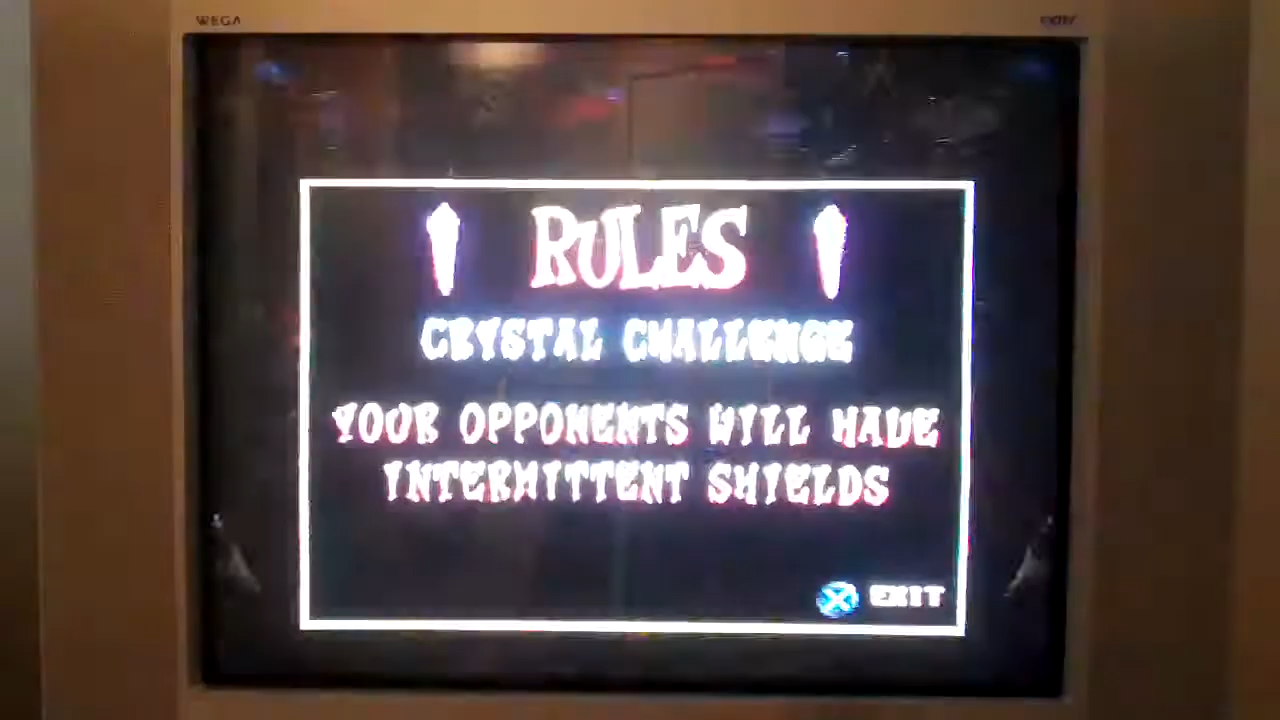 WEGA
RULES
CRYSTAL CHALLENGE
YOUR OPPONENTS WILL HAVE
INTERMITTENT SHIELDS
EXIT